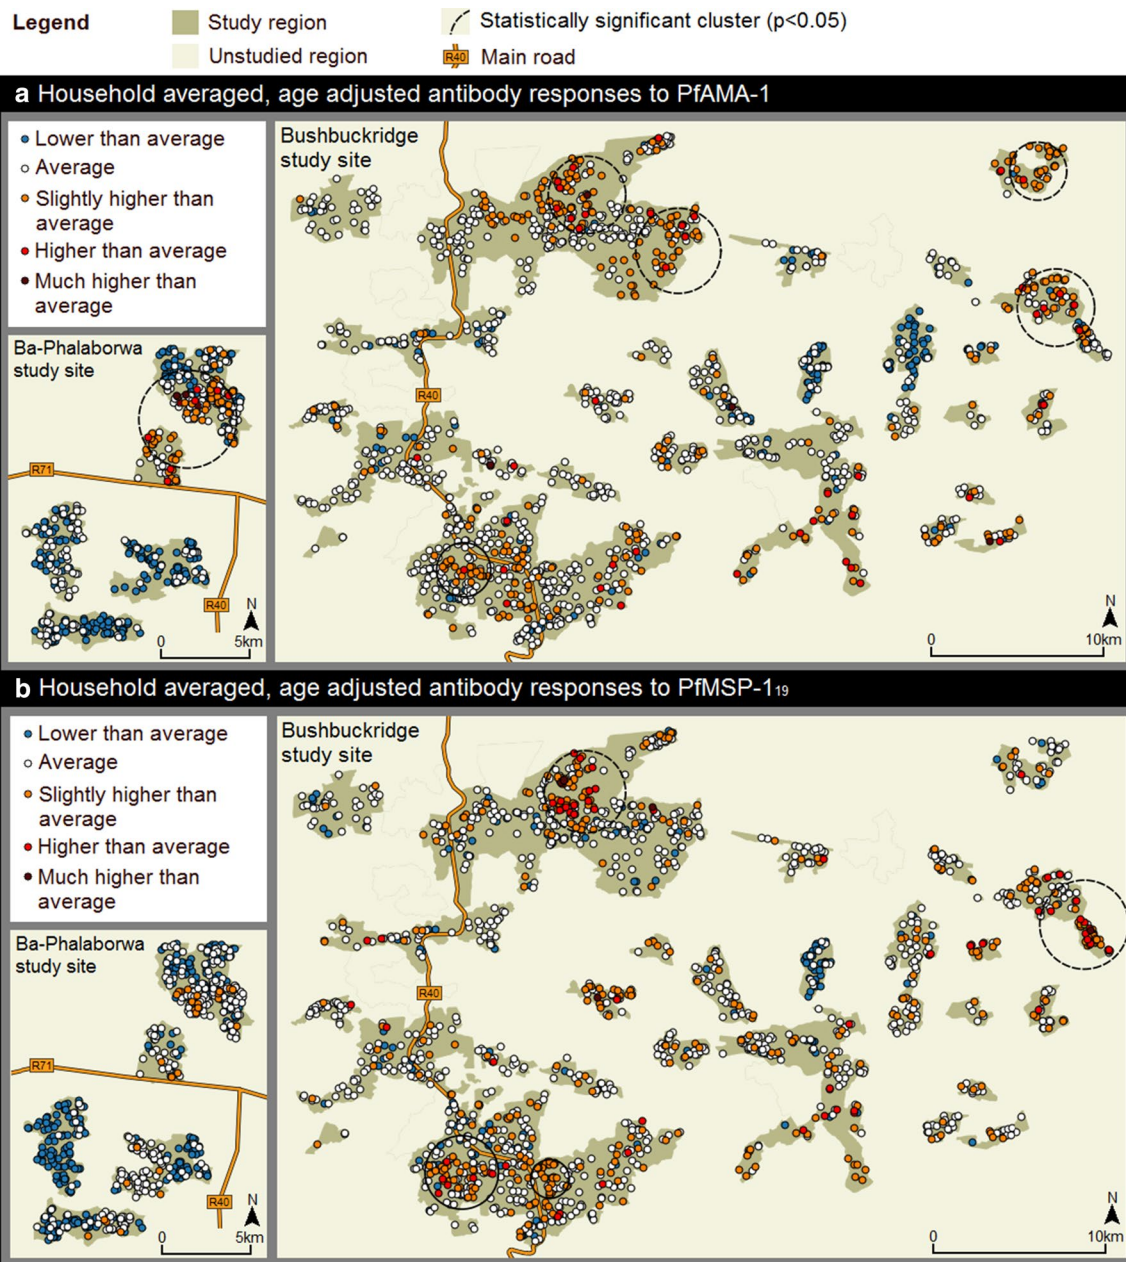 Legend
Study region
Statistically significant cluster (p<0.05)
Unstudied region
R40 Main road
a Household averaged, age adjusted antibody responses to PfAMA-1
Lower than average
Average
Slightly higher than
average
Higher than average
Much higher than
average
Bushbuckridge
study site
R40
N
0 10km
Ba-Phalaborwa
study site
R71
R40
N
0 5km
b Household averaged, age adjusted antibody responses to PfMSP-1₁₉
Lower than average
Average
Slightly higher than
average
Higher than average
Much higher than
average
Bushbuckridge
study site
R40
N
0 10km
Ba-Phalaborwa
study site
R71
R40
N
0 5km